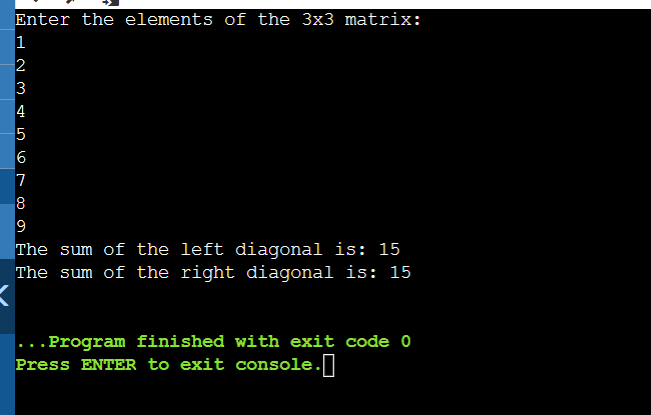 Enter the elements of the 3x3 matrix:
1
2
3
4
5
6
7
8
9
The sum of the left diagonal is: 15
The sum of the right diagonal is: 15
...Program finished with exit code 0
Press ENTER to exit console.